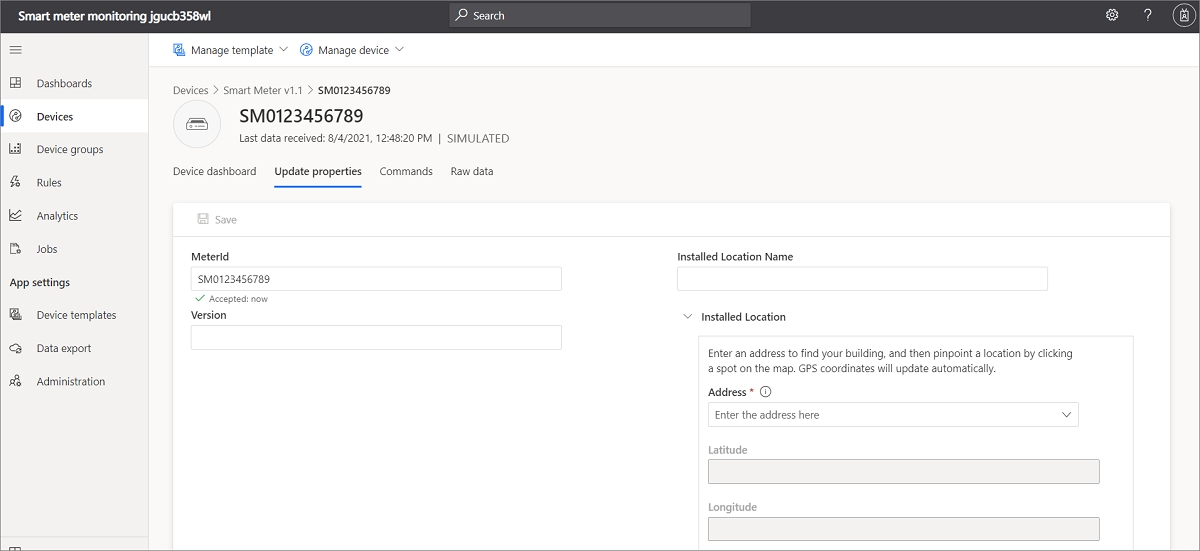 Smart meter monitoring jgucb358wl
Search
?
Manage template
Manage device
Dashboards
Devices
Device groups
Rules
Analytics
Jobs
App settings
Device templates
Data export
Administration
Devices > Smart Meter v1.1 > SM0123456789
SM0123456789
Last data received: 8/4/2021, 12:48:20 PM | SIMULATED
Device dashboard
Update properties
Commands
Raw data
Save
MeterId
SM0123456789
Accepted: now
Version
Installed Location Name
Installed Location
Enter an address to find your building, and then pinpoint a location by clicking
a spot on the map. GPS coordinates will update automatically.
Address *
Enter the address here
Latitude
Longitude